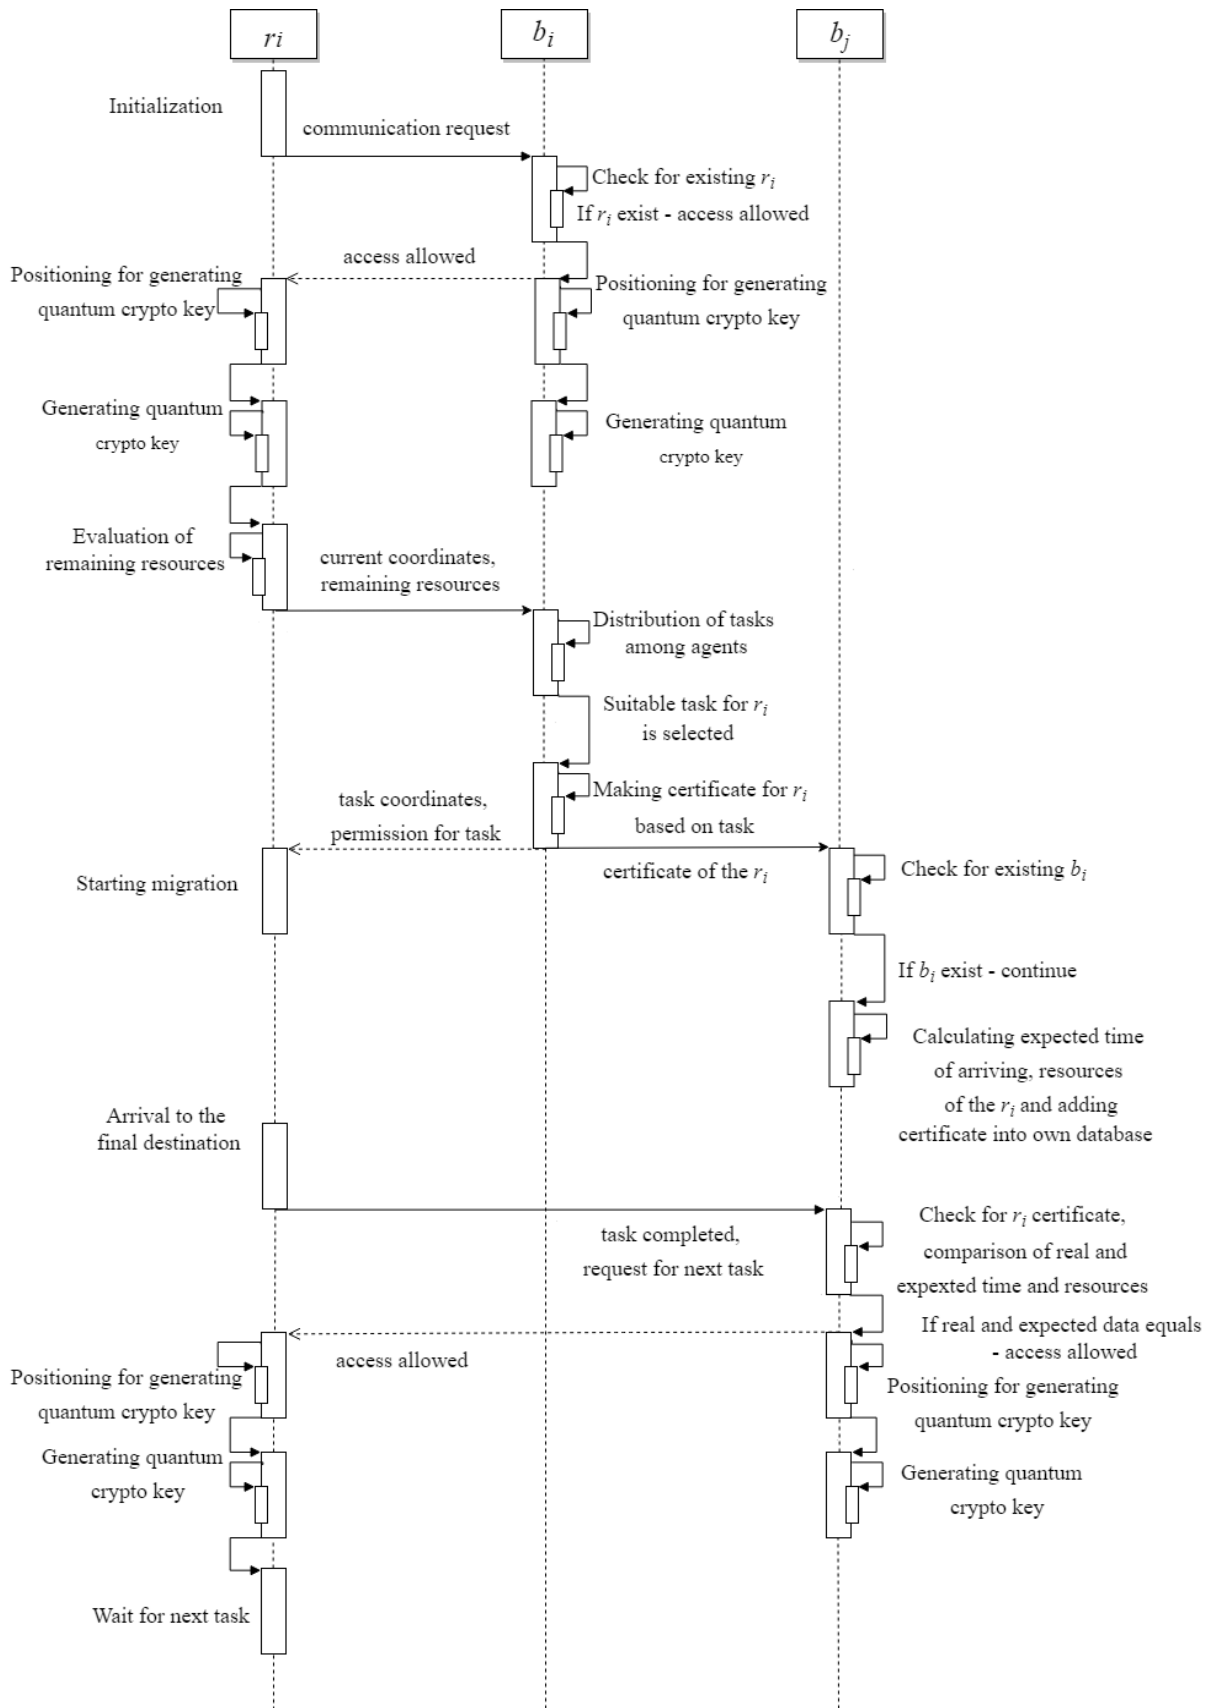 ri
bi
bj
Initialization
communication request
Check for existing ri
If ri exist - access allowed
access allowed
Positioning for generating
quantum crypto key
Positioning for generating
quantum crypto key
Generating quantum
crypto key
Generating quantum
crypto key
Evaluation of
remaining resources
current coordinates,
remaining resources
Distribution of tasks
among agents
Suitable task for ri
is selected
Making certificate for ri
based on task
task coordinates,
permission for task
certificate of the ri
Starting migration
Check for existing bi
If bi exist - continue
Calculating expected time
of arriving, resources
of the ri and adding
certificate into own database
Arrival to the
final destination
task completed,
request for next task
Check for ri certificate,
comparison of real and
expexted time and resources
If real and expected data equals
- access allowed
access allowed
Positioning for generating
quantum crypto key
Positioning for generating
quantum crypto key
Generating quantum
crypto key
Generating quantum
crypto key
Wait for next task